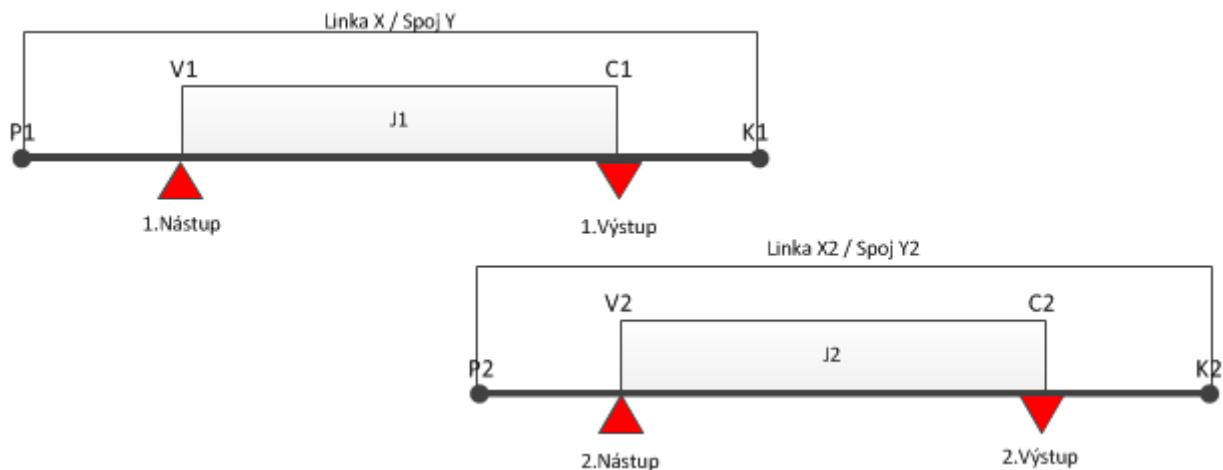 Linka X / Spoj Y
V1 C1
J1
P1 K1
1.Nástup 1.Výstup
Linka X2 / Spoj Y2
V2 C2
J2
P2 K2
2.Nástup 2.Výstup